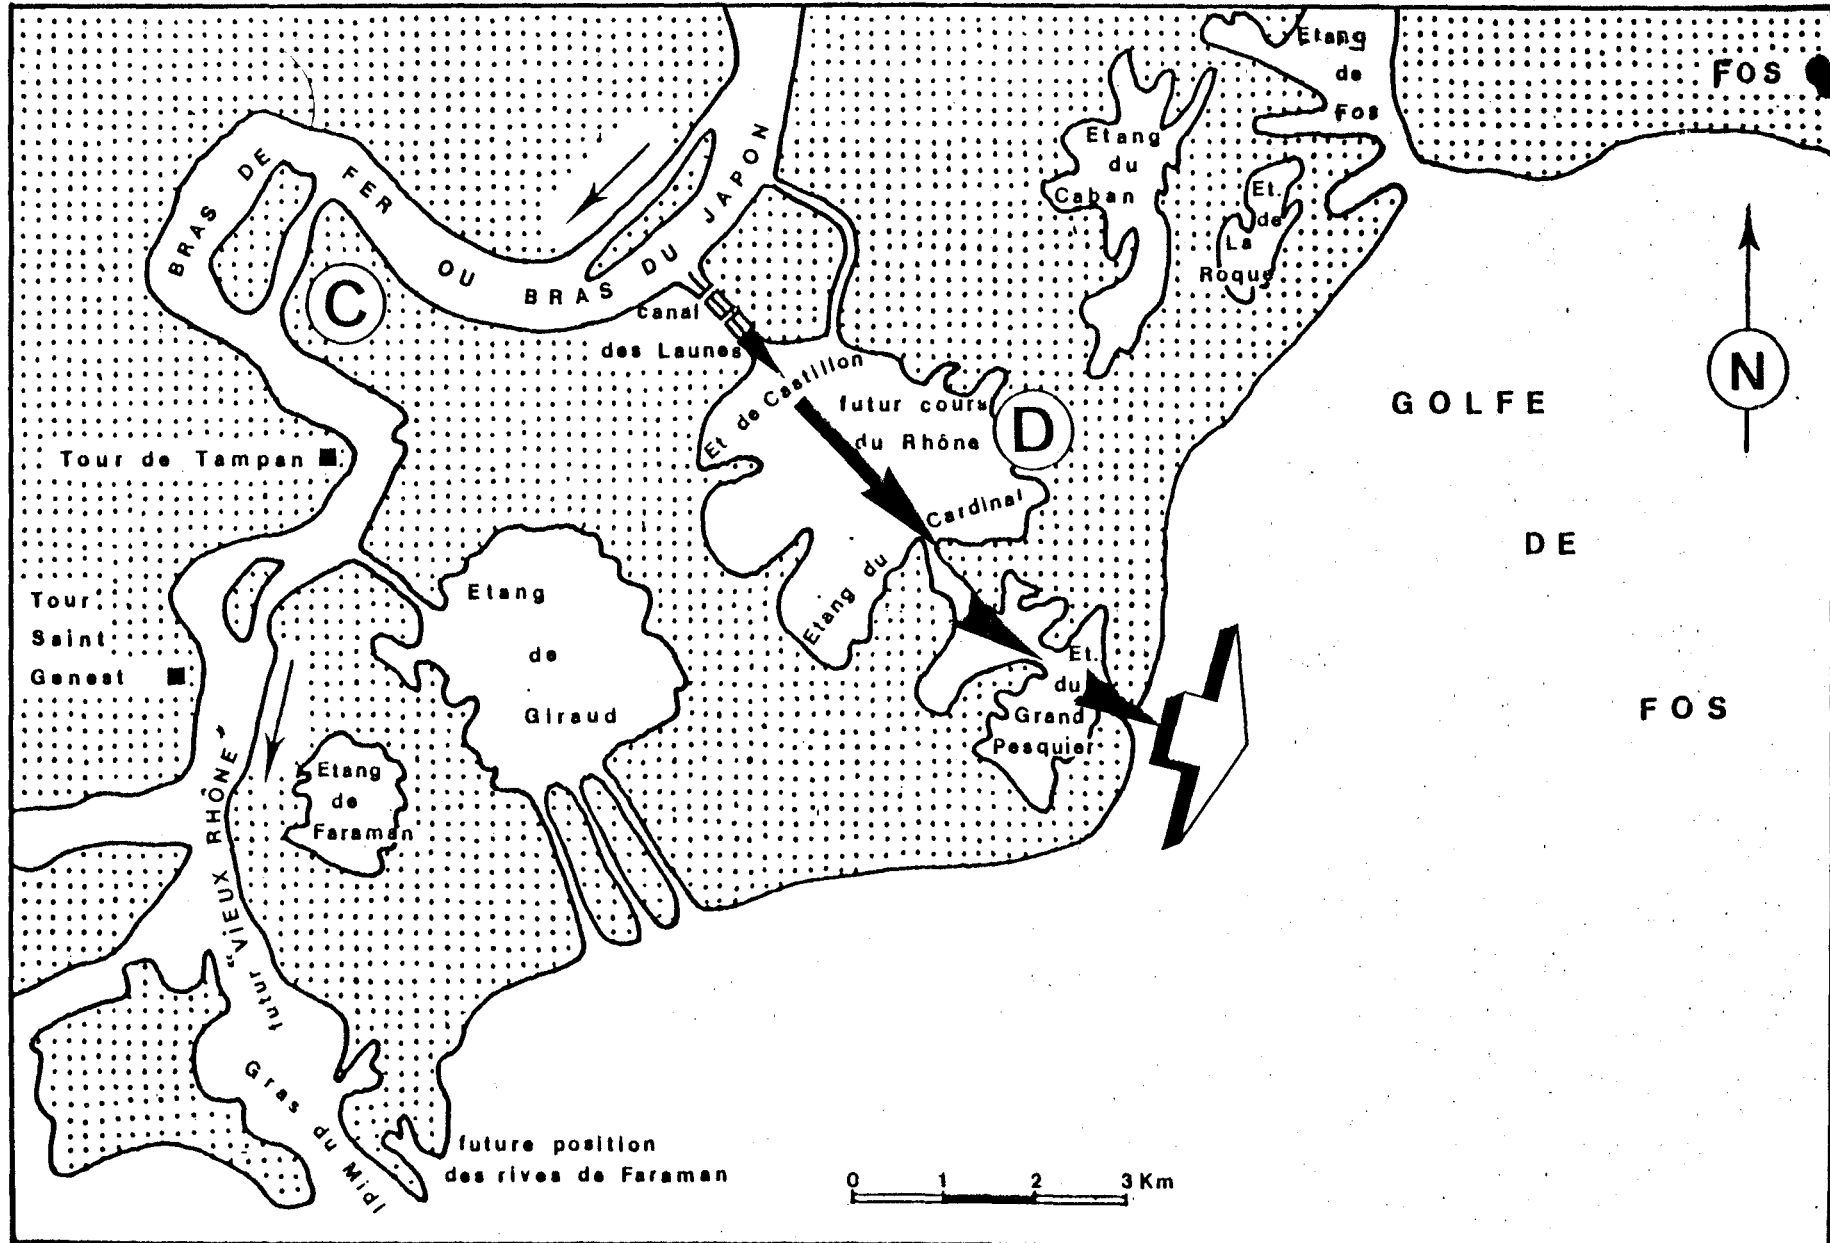 Etang
de
Fos
FOS
Etang
du
Caban
Et.
de
La
Roque
BRAS DE FER OU BRAS DU JAPON
C
canal
des Launes
Et de Castillon
futur cours
du Rhône
D
Etang du Cardinal
GOLFE
DE
FOS
N
Tour de Tampan
Tour
Saint
Genest
Etang
de
Giraud
Et.
du
Grand
Pesquier
Etang
de
Faraman
futur "VIEUX RHÔNE"
Gras du Midi
future position
des rives de Faraman
0 1 2 3 Km